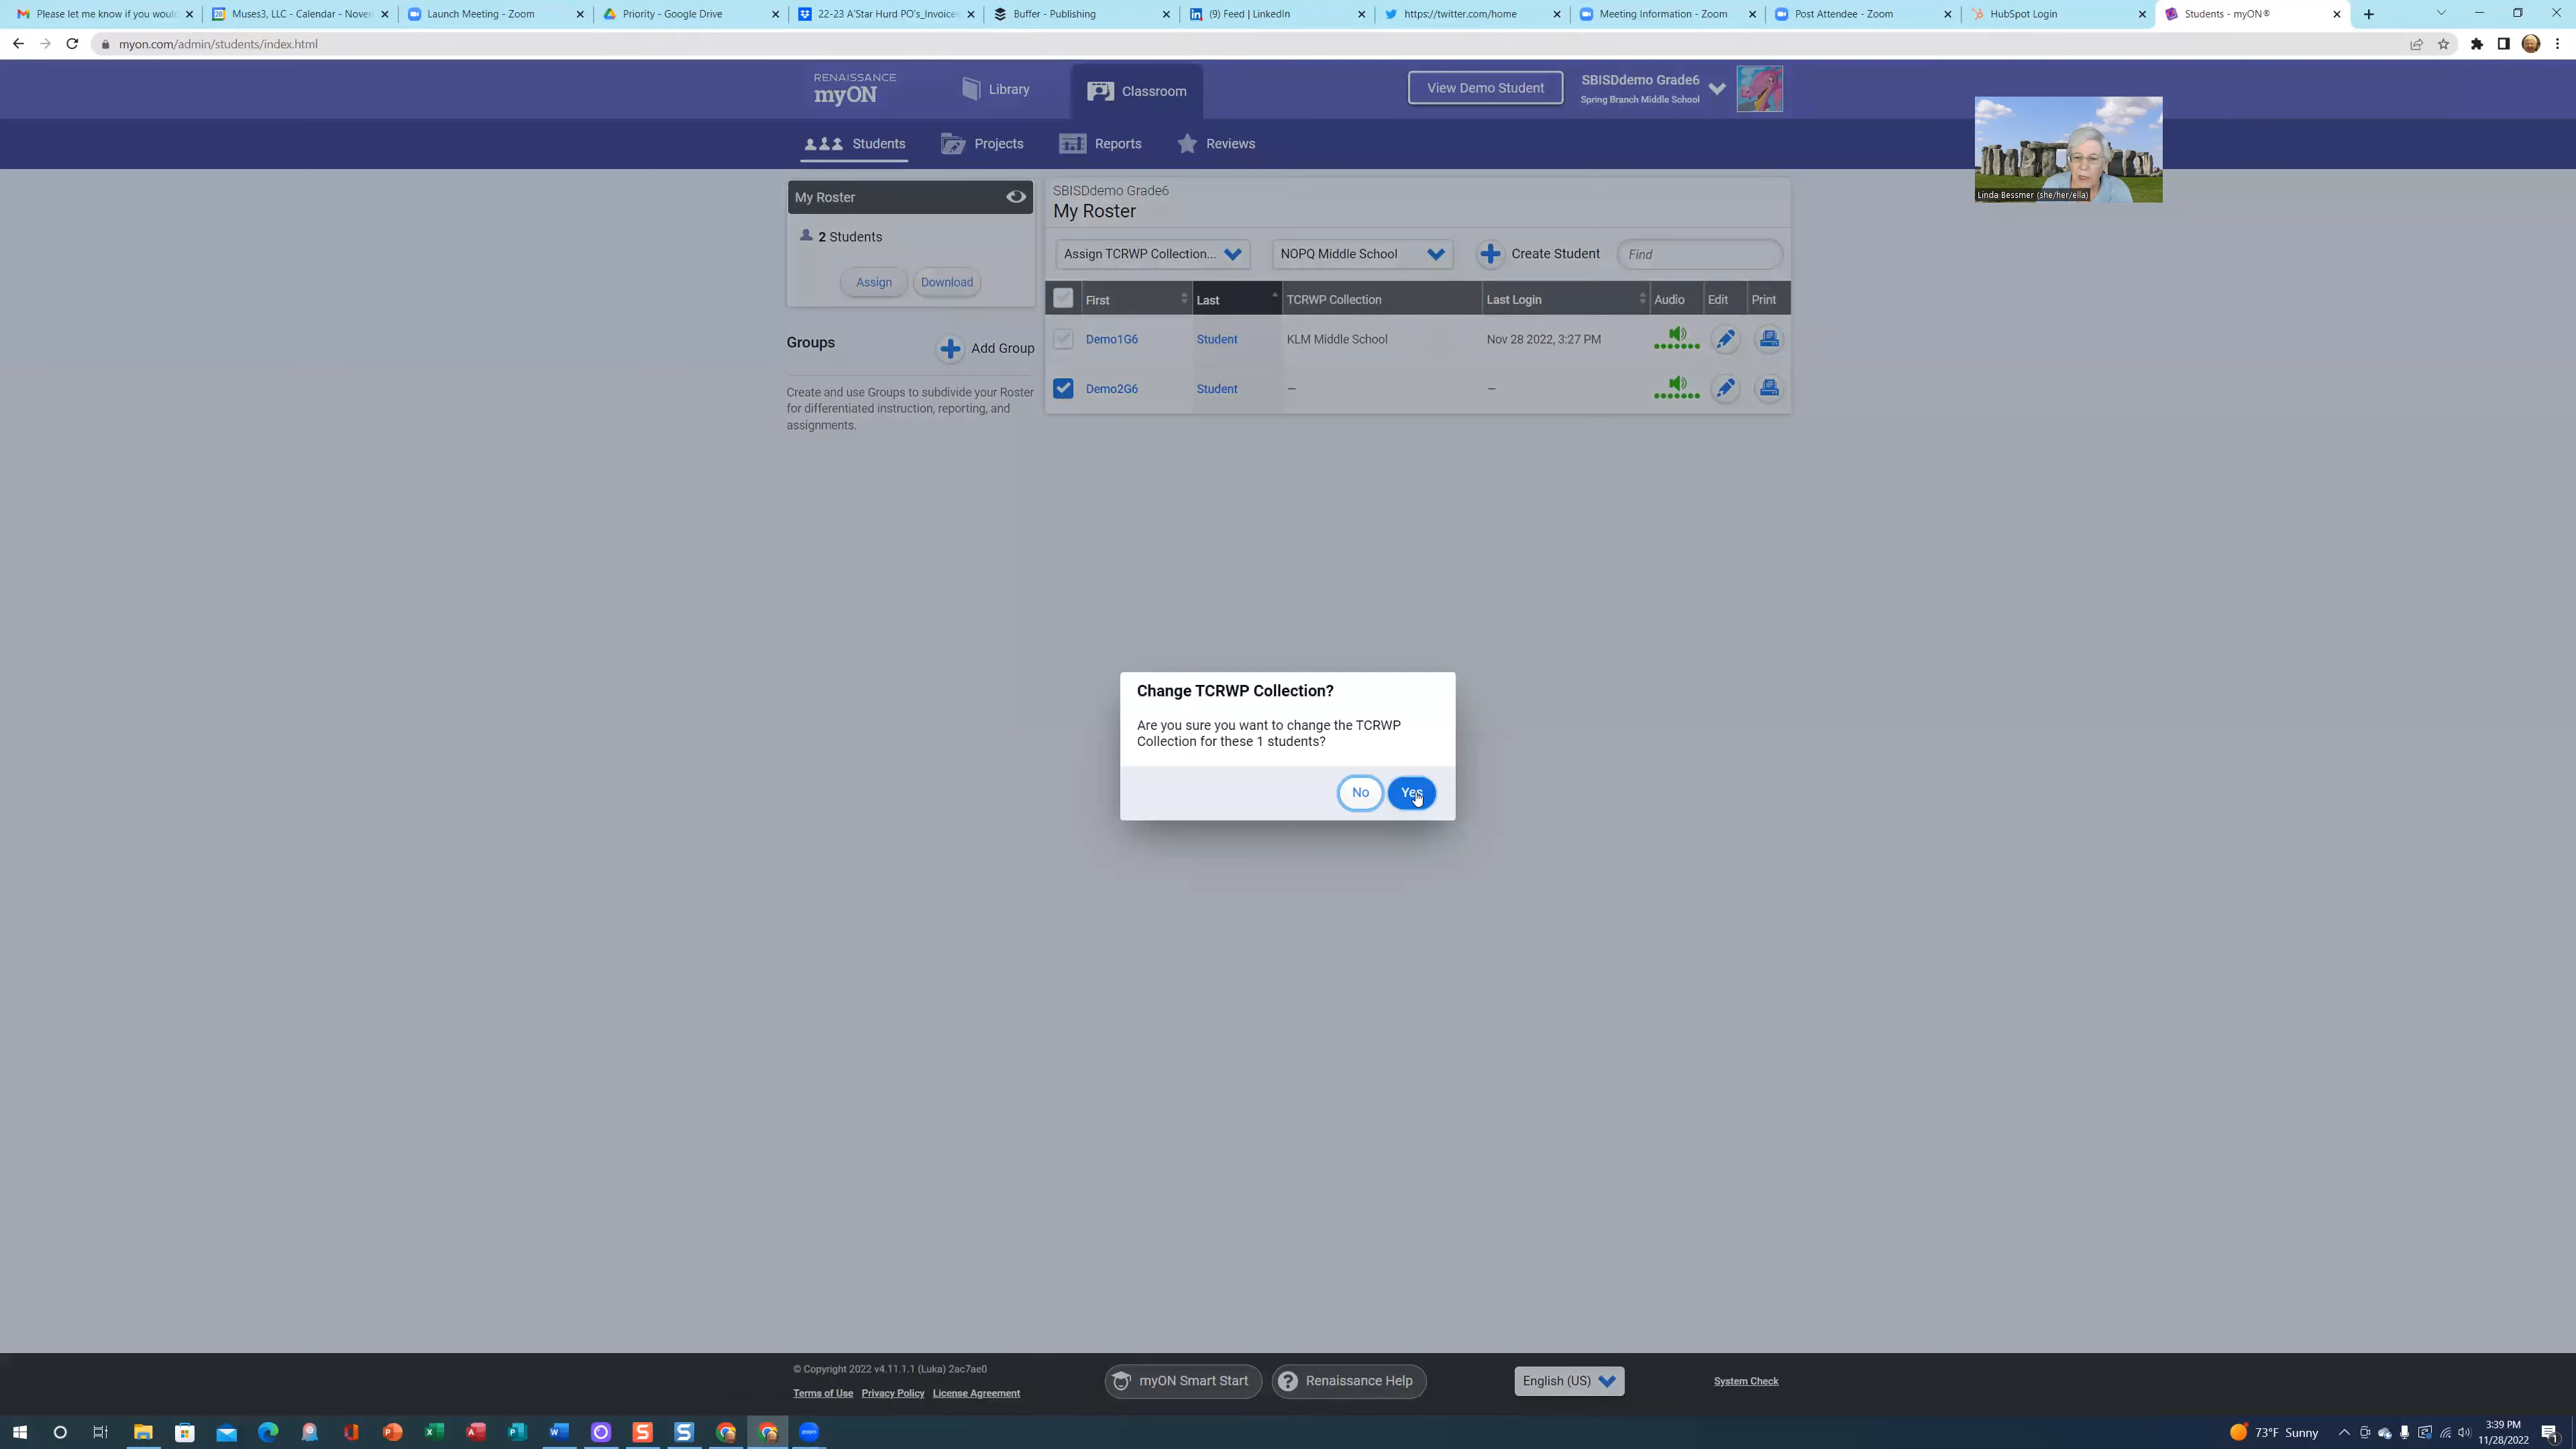 Please let me know if you woul
Muses3, LLC - Calendar - Noven
Launch Meeting - Zoom
Priority - Google Drive
22-23 A'Star Hurd PO's_Invoice
Buffer - Publishing
(9) Feed | LinkedIn
https://twitter.com/home
Meeting Information - Zoom
Post Attendee - Zoom
HubSpot Login
Students - myON®
myon.com/admin/students/index.html
RENAISSANCE
myON
Library
Classroom
View Demo Student
SBISDdemo Grade6
Spring Branch Middle School
Students
Projects
Reports
Reviews
Linda Bessmer (she/her/ella)
My Roster
2 Students
Assign
Download
Groups
Add Group
Create and use Groups to subdivide your Roster
for differentiated instruction, reporting, and
assignments.
SBISDdemo Grade6
My Roster
Assign TCRWP Collection...
NOPQ Middle School
Create Student
Find
First
Last
TCRWP Collection
Last Login
Audio
Edit
Print
Demo1G6
Student
KLM Middle School
Nov 28 2022, 3:27 PM
Demo2G6
Student
—
—
Change TCRWP Collection?
Are you sure you want to change the TCRWP
Collection for these 1 students?
No
Yes
© Copyright 2022 v4.11.1.1 (Luka) 2ac7ae0
Terms of Use
Privacy Policy
License Agreement
myON Smart Start
Renaissance Help
English (US)
System Check
73°F Sunny
3:39 PM
11/28/2022